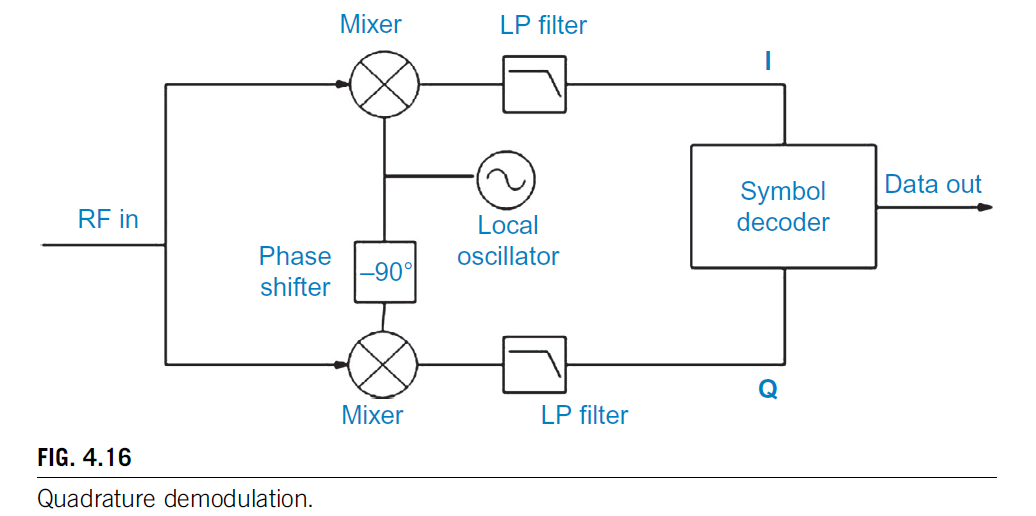 Mixer
LP filter
I
RF in
Phase
shifter
–90°
Local
oscillator
Symbol
decoder
Data out
Mixer
LP filter
Q
FIG. 4.16
Quadrature demodulation.